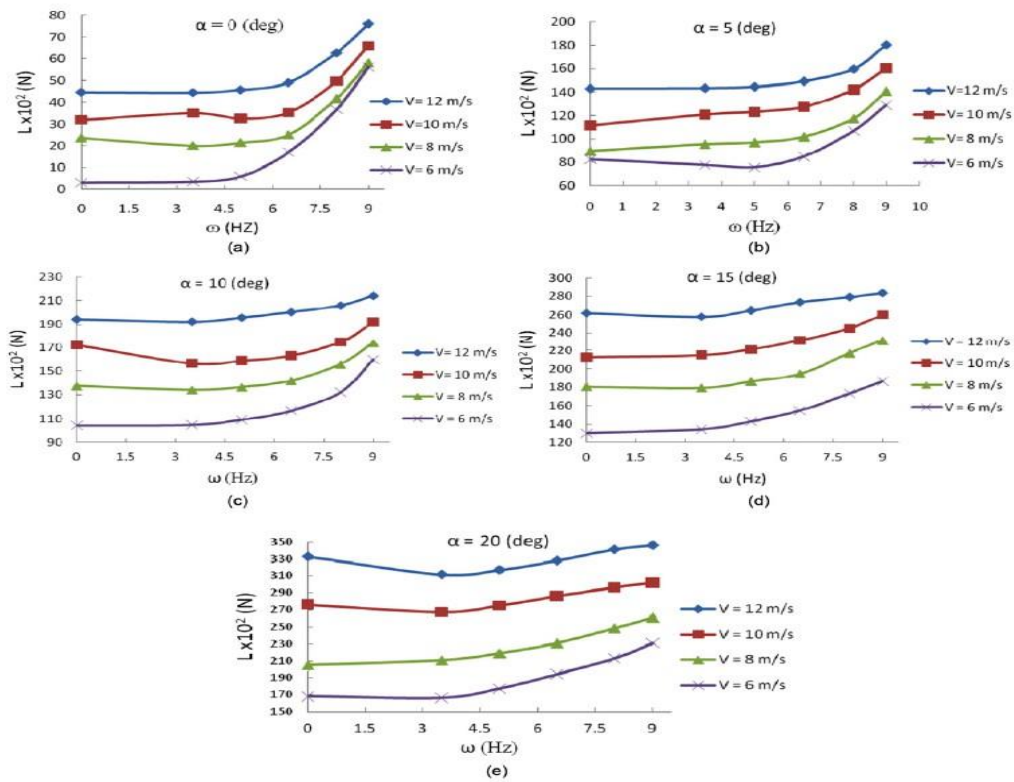 α = 0 (deg)
L x10² (N)
80
70
60
50
40
30
20
10
0
0 1.5 3 4.5 6 7.5 9
ω (HZ)
V= 12 m/s
V=10 m/s
V= 8 m/s
V= 6 m/s
(a)
α = 5 (deg)
L x10² (N)
180
160
140
120
100
80
60
0 1 2 3 4 5 6 7 8 9 10
ω (Hz)
V=12 m/s
V= 10 m/s
V= 8 m/s
V= 6 m/s
(b)
α = 10 (deg)
L x10² (N)
230
210
190
170
150
130
110
90
0 1.5 3 4.5 6 7.5 9
ω (Hz)
V= 12 m/s
V= 10 m/s
V= 8 m/s
V= 6 m/s
(c)
α = 15 (deg)
L x10² (N)
300
280
260
240
220
200
180
160
140
120
0 1.5 3 4.5 6 7.5 9
ω (Hz)
V = 12 m/s
V = 10 m/s
V = 8 m/s
V = 6 m/s
(d)
α = 20 (deg)
L x10² (N)
350
330
310
290
270
250
230
210
190
170
150
0 1.5 3 4.5 6 7.5 9
ω (Hz)
V = 12 m/s
V = 10 m/s
V = 8 m/s
V = 6 m/s
(e)